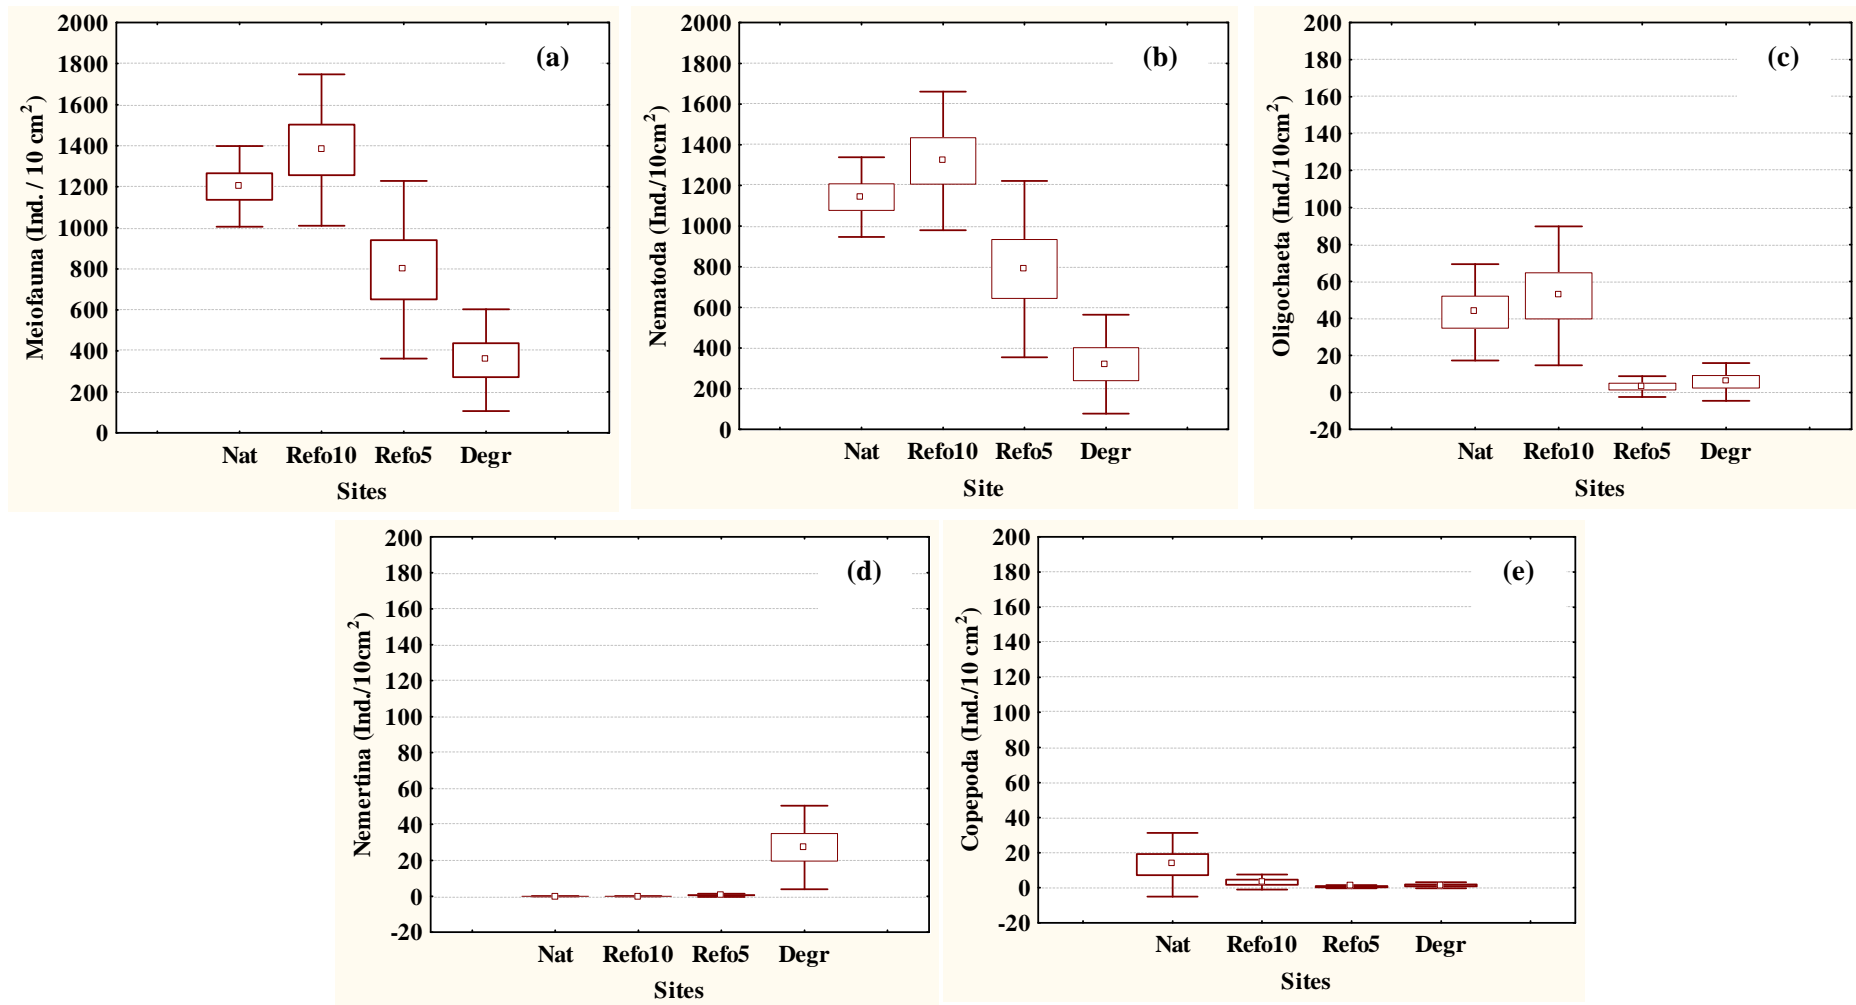 (a)
Meiofauna (Ind. / 10 cm²)
2000
1800
1600
1400
1200
1000
800
600
400
200
0
Nat Refo10 Refo5 Degr
Sites
(b)
Nematoda (Ind./10cm²)
2000
1800
1600
1400
1200
1000
800
600
400
200
0
Nat Refo10 Refo5 Degr
Site
(c)
Oligochaeta (Ind./10cm²)
200
180
160
140
120
100
80
60
40
20
0
-20
Nat Refo10 Refo5 Degr
Sites
(d)
Nemertina (Ind./10cm²)
200
180
160
140
120
100
80
60
40
20
0
-20
Nat Refo10 Refo5 Degr
Sites
(e)
Copepoda (Ind./10 cm²)
200
180
160
140
120
100
80
60
40
20
0
-20
Nat Refo10 Refo5 Degr
Sites